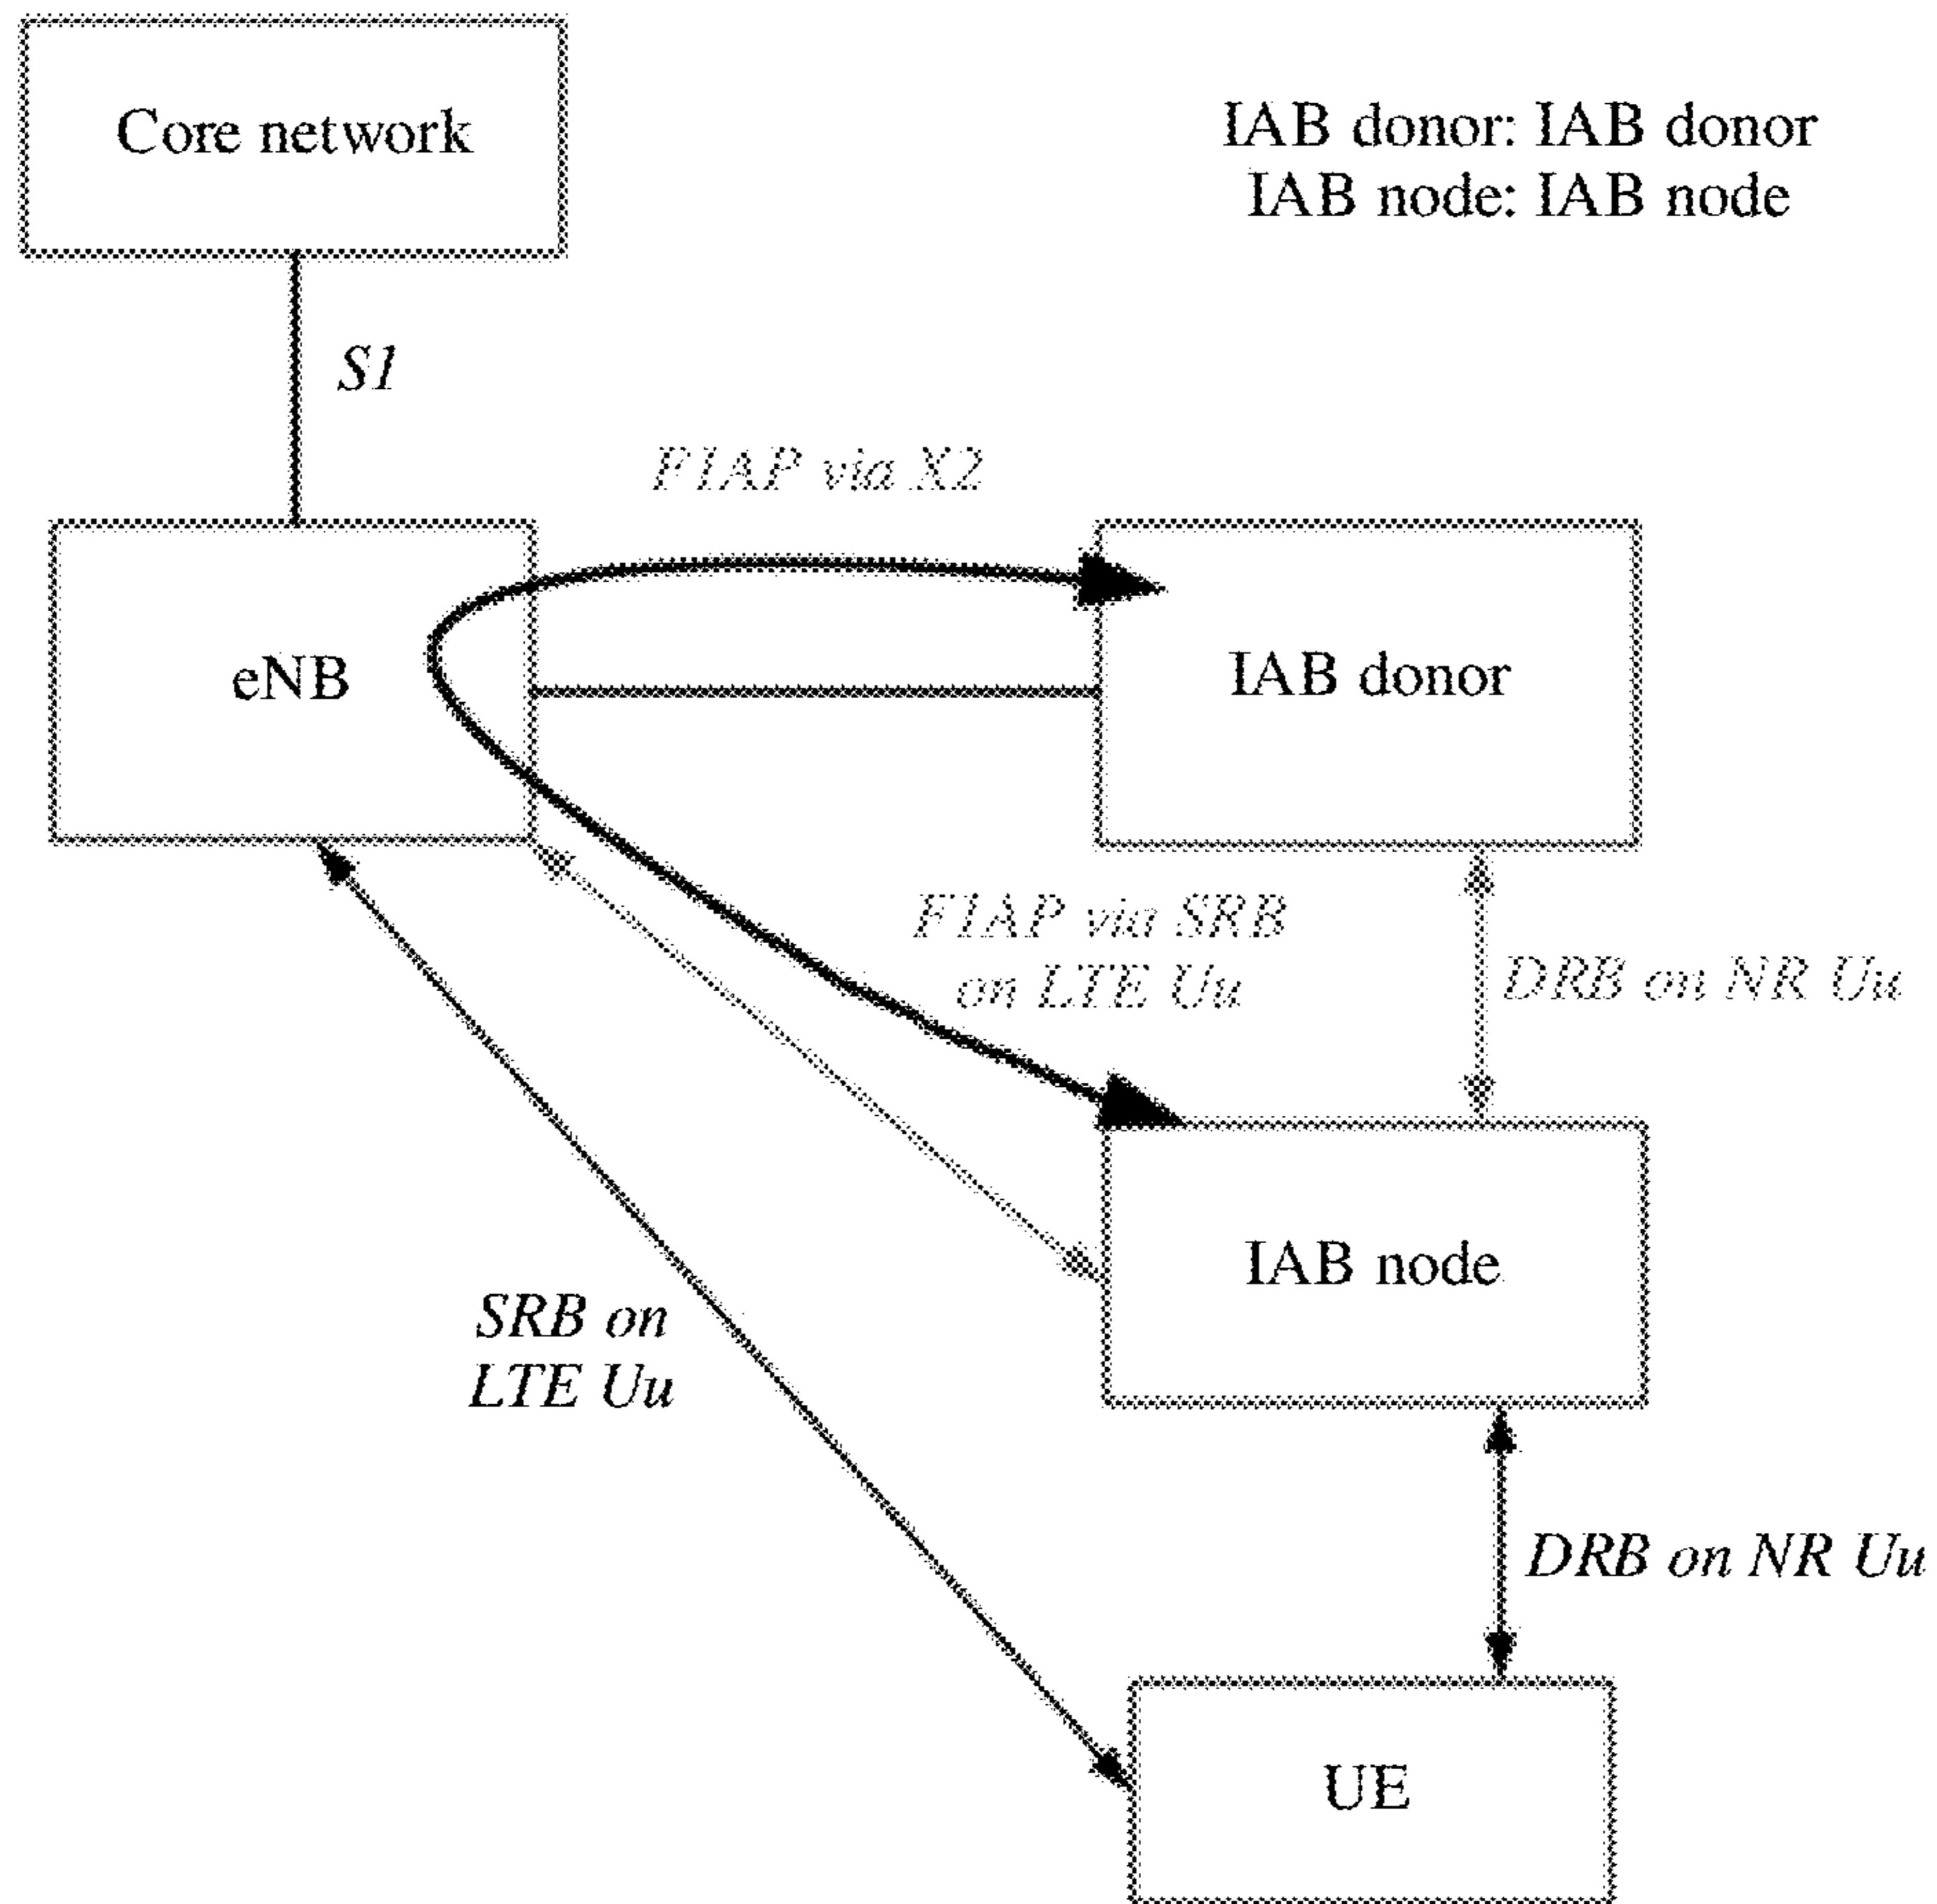 Core network
IAB donor: IAB donor
IAB node: IAB node
S1
F1AP via X2
eNB
IAB donor
F1AP via SRB
on LTE Uu
DRB on NR Uu
IAB node
SRB on
LTE Uu
DRB on NR Uu
UE